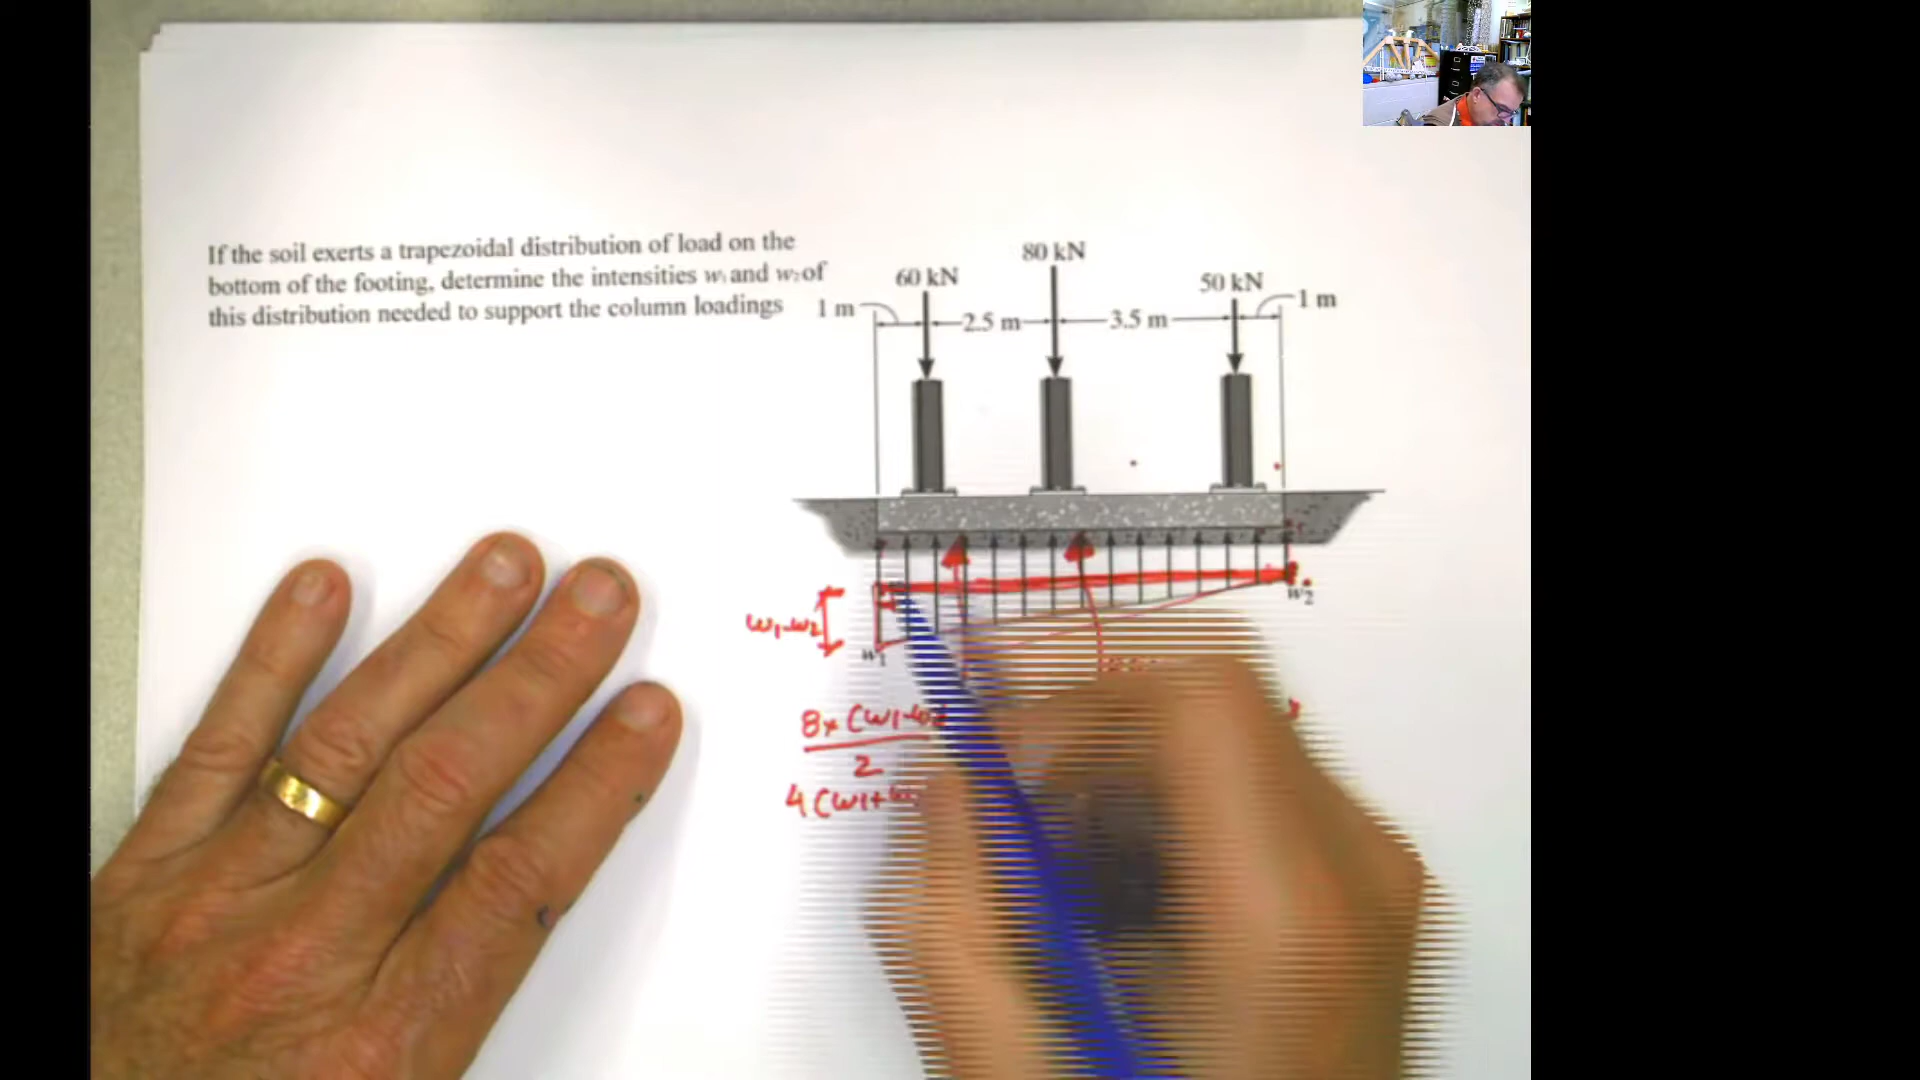 If the soil exerts a trapezoidal distribution of load on the
bottom of the footing, determine the intensities w₁ and w₂ of
this distribution needed to support the column loadings
80 kN
60 kN
50 kN
1 m
2.5 m
3.5 m
1 m
w₂
w₁-w₂
w₁
8x (w₁-w₂
2
4 (w₁+w